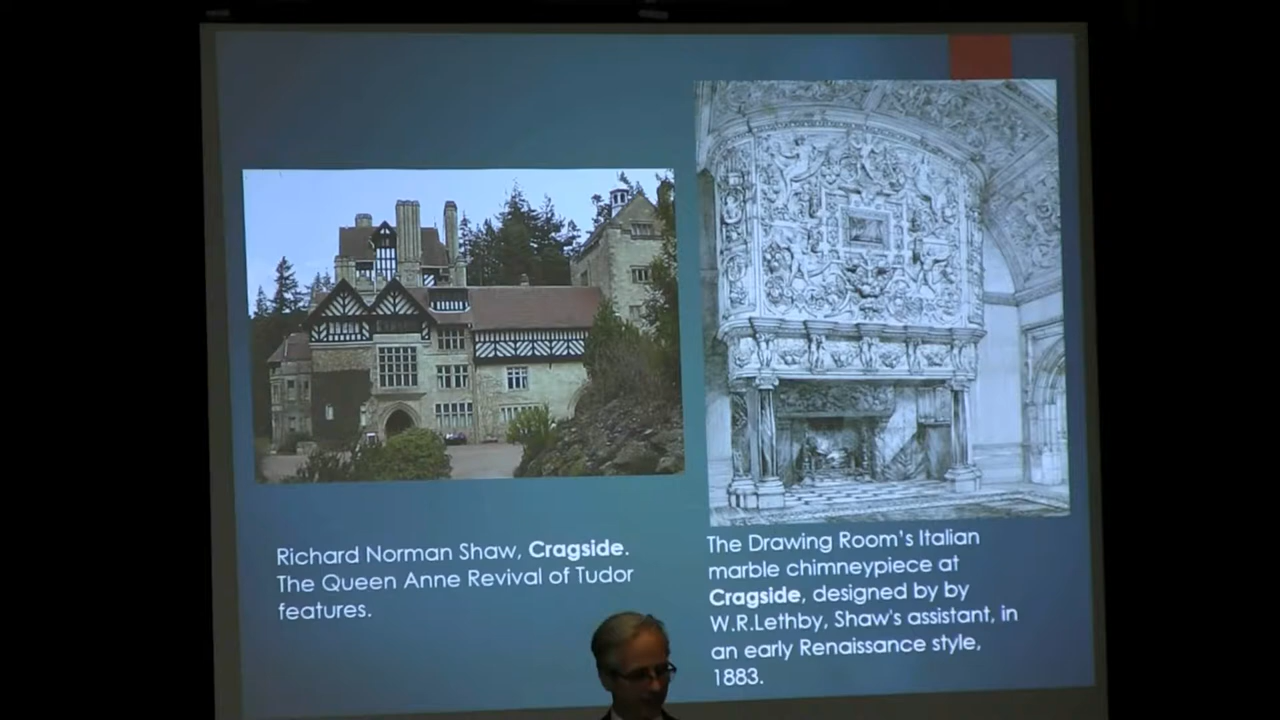 Richard Norman Shaw, Cragside.
The Queen Anne Revival of Tudor
features.
The Drawing Room's Italian
marble chimneypiece at
Cragside, designed by by
W.R.Lethby, Shaw's assistant, in
an early Renaissance style,
1883.